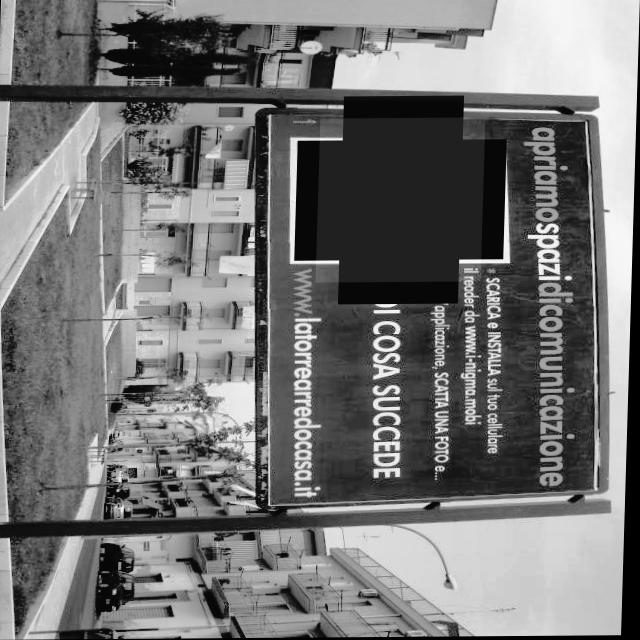 apriamospazidicomunicazione
* SCARICA e INSTALLA sul tuo cellulare
il reader da www.i-nigma.mobi
applicazione, SCATTA UNA FOTO e...
DI COSA SUCCEDE
www.latorrearredocasa.it